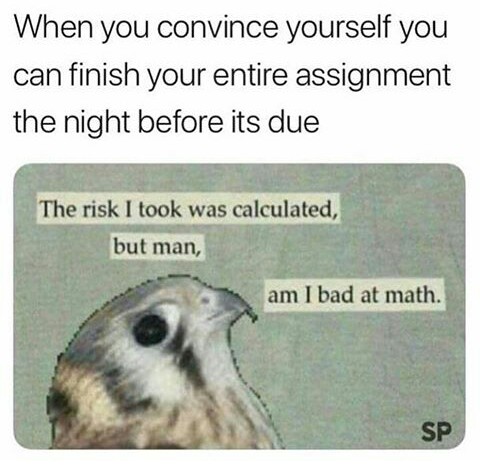 When you convince yourself you
can finish your entire assignment
the night before its due
The risk I took was calculated,
but man,
am I bad at math.
SP